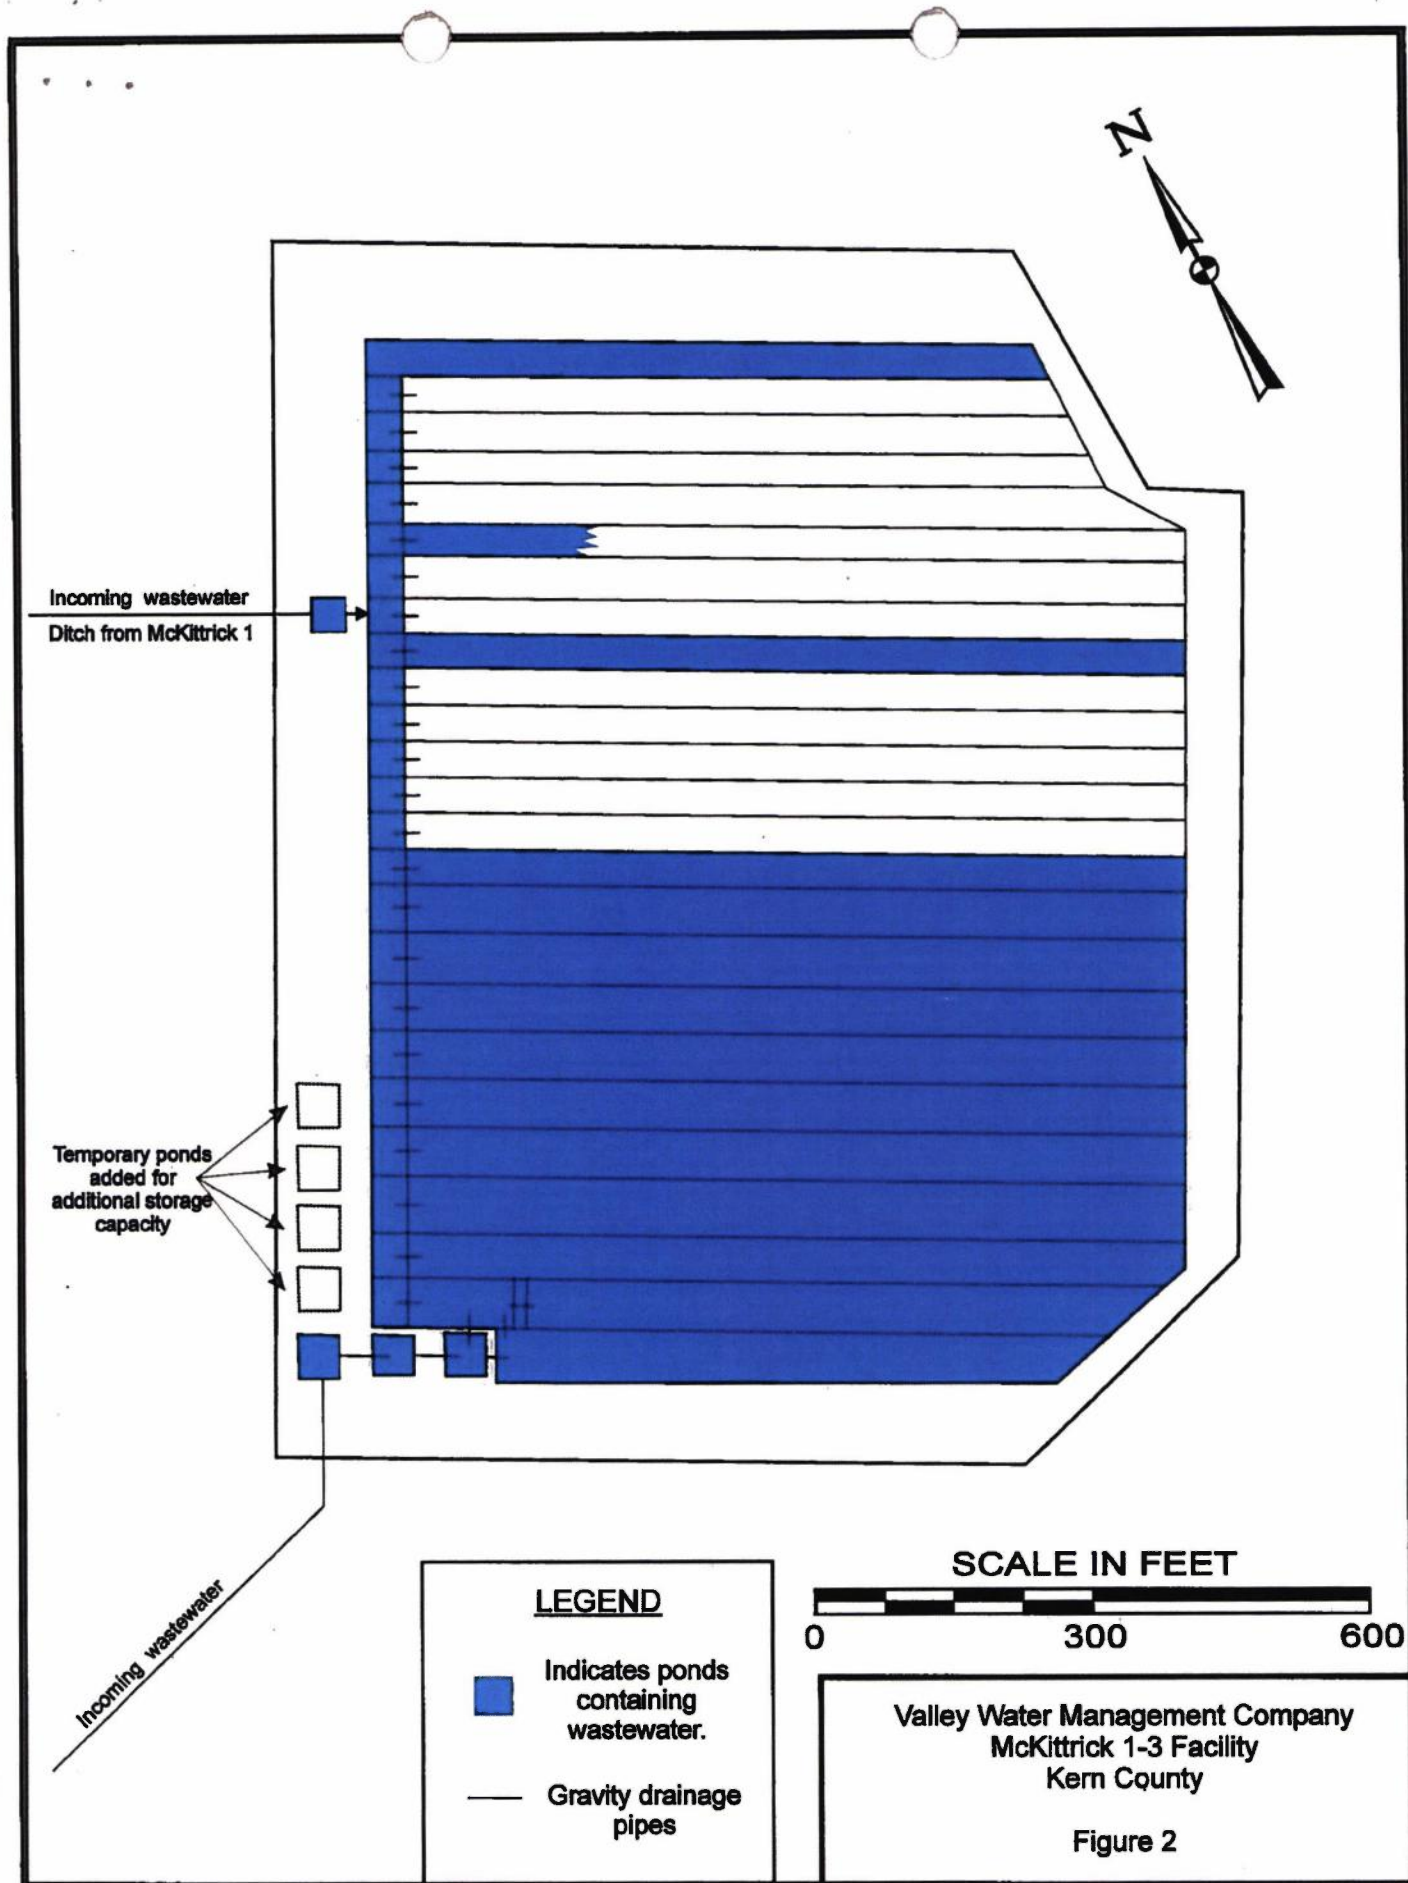 N
Incoming wastewater
Ditch from McKittrick 1
Temporary ponds
added for
additional storage
capacity
Incoming wastewater
LEGEND
Indicates ponds
containing
wastewater.
Gravity drainage
pipes
SCALE IN FEET
0 300 600
Valley Water Management Company
McKittrick 1-3 Facility
Kern County
Figure 2